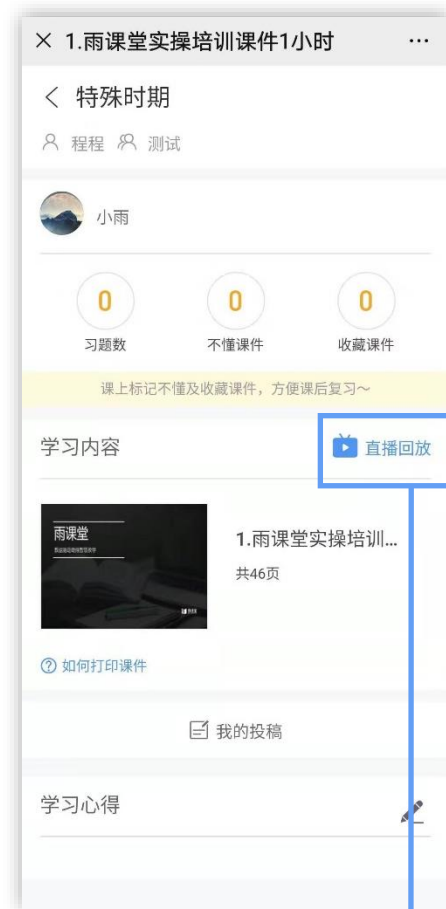 × 1.雨课堂实操培训课件1小时 ...
< 特殊时期
程程 测试
小雨
0 0 0
习题数 不懂课件 收藏课件
课上标记不懂及收藏课件，方便课后复习～
学习内容 直播回放
雨课堂
1.雨课堂实操培训...
共46页
? 如何打印课件
我的投稿
学习心得